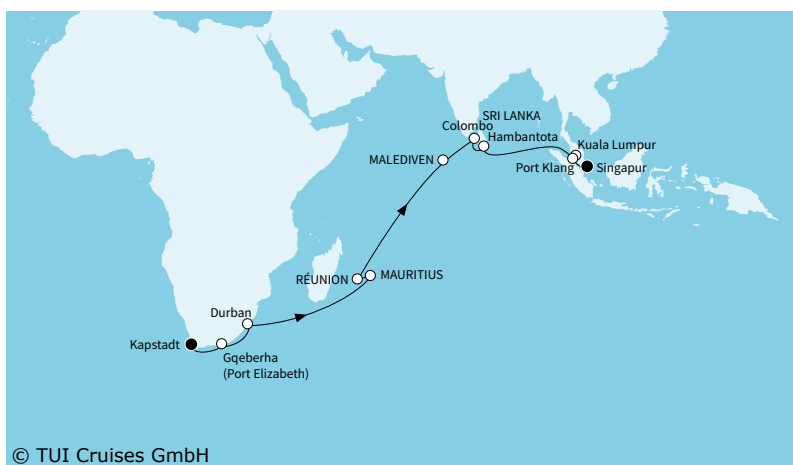 SRI LANKA
Colombo
Hambantota
Kuala Lumpur
MALEDIVEN
Port Klang
Singapur
RÉUNION
MAURITIUS
Durban
Kapstadt
Gqeberha
(Port Elizabeth)
© TUI Cruises GmbH